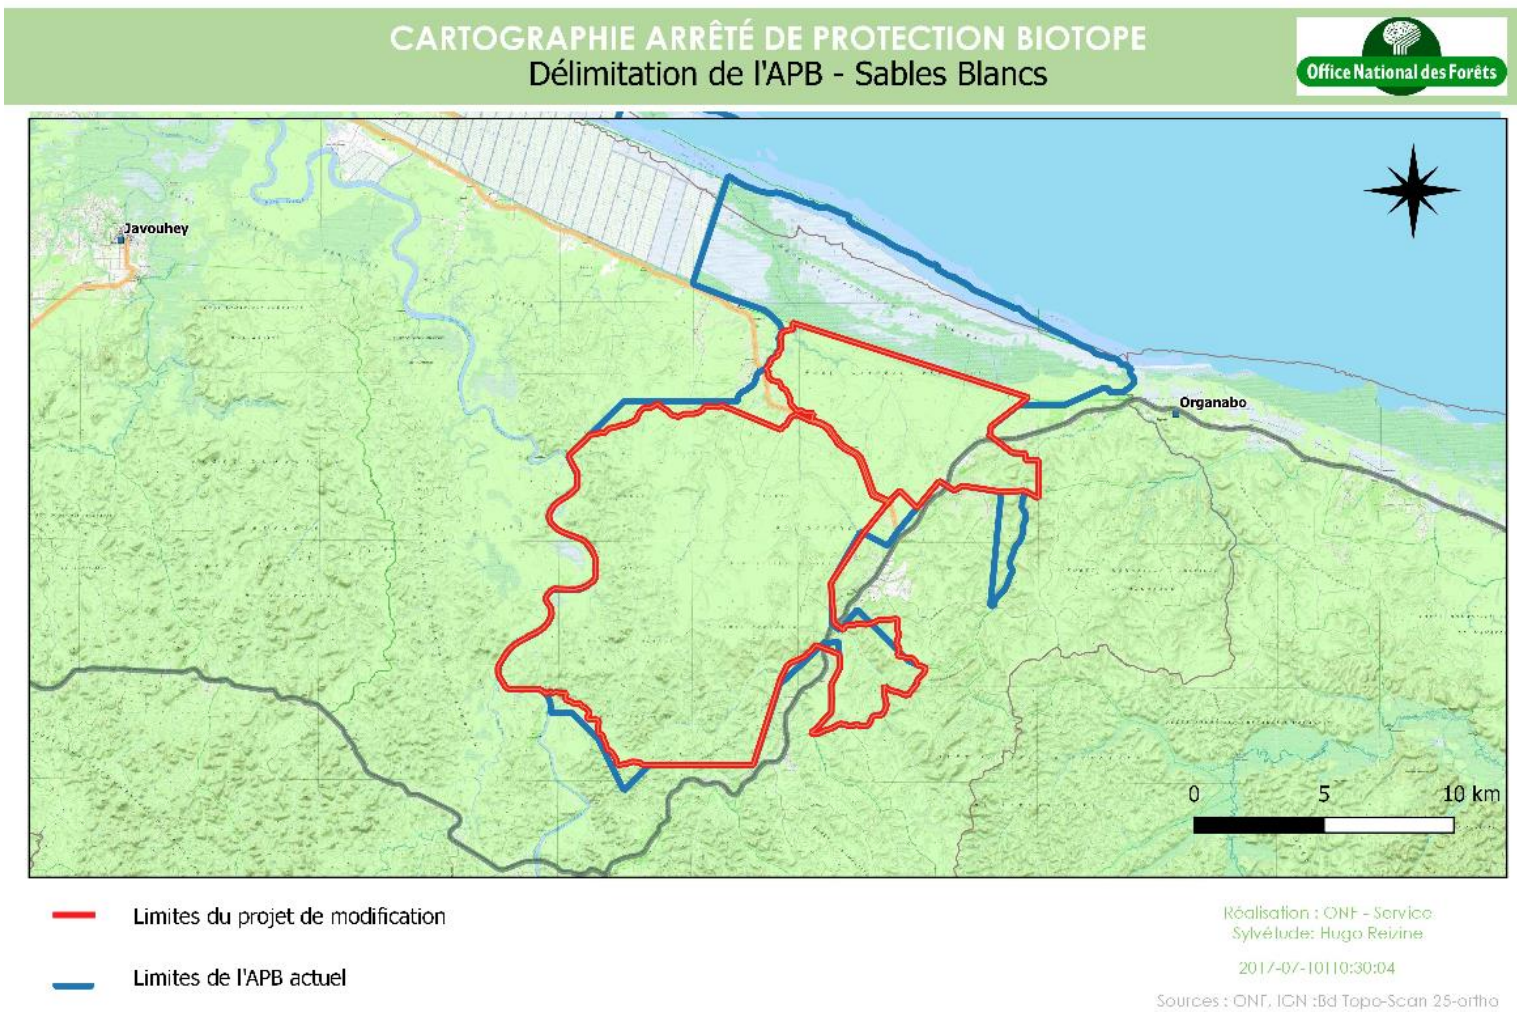 CARTOGRAPHIE ARRÊTÉ DE PROTECTION BIOTOPE
Délimitation de l'APB - Sables Blancs
Office National des Forêts
Javouhey
Organabo
0 5 10 km
Limites du projet de modification
Limites de l'APB actuel
Réalisation : ONF - Service
Sylvétude: Hugo Reizine
2017-07-10T10:30:04
Sources : ONF, IGN :Bd Topo-Scan 25-ortho